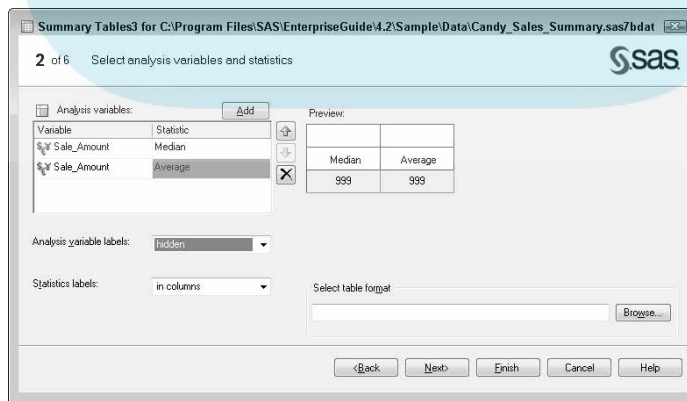 Summary Tables3 for C:\Program Files\SAS\EnterpriseGuide\4.2\Sample\Data\Candy_Sales_Summary.sas7bdat
2 of 6 Select analysis variables and statistics
sas
Analysis variables:
Add
Preview:
Variable Statistic
Sale_Amount Median
Sale_Amount Average
Median Average
999 999
Analysis variable labels: hidden
Statistics labels: in columns
Select table format
Browse...
<Back Next> Finish Cancel Help